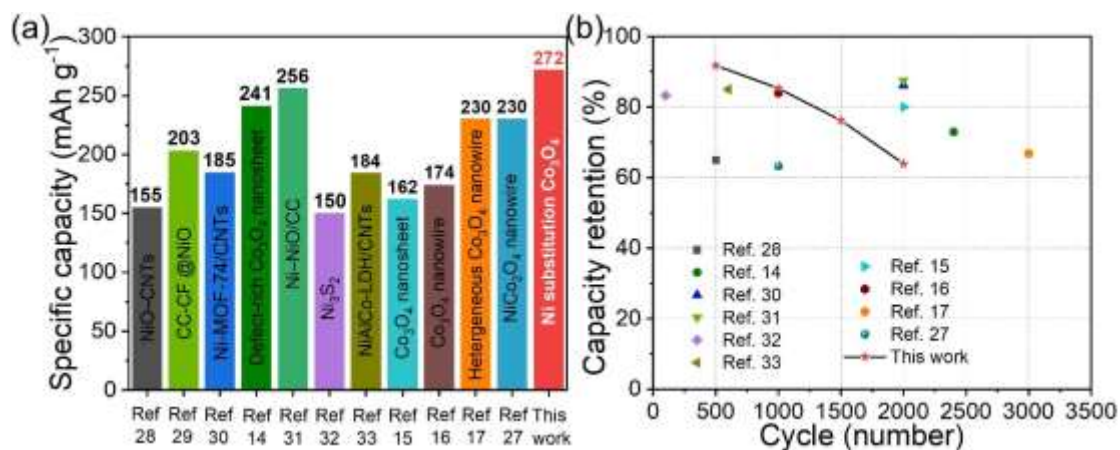 (a)
Specific capacity (mAh g⁻¹)
300
250
200
150
100
50
0
155
203
185
241
256
150
184
162
174
230
230
272
NiO-CNTs
CC-CF @NiO
Ni-MOF-74/CNTs
Defect-rich Co₃O₄ nanosheet
Ni–NiO/CC
Ni₃S₂
NiAlCo-LDH/CNTs
Co₃O₄ nanosheet
Co₃O₄ nanowire
Hetergeneous Co₃O₄ nanowire
NiCo₂O₄ nanowire
Ni substitution Co₃O₄
Ref Ref Ref Ref Ref Ref Ref Ref Ref Ref Ref This
28 29 30 14 31 32 33 15 16 17 27 work
(b)
Capacity retention (%)
100
80
60
40
80
100
Ref. 28
Ref. 14
Ref. 30
Ref. 31
Ref. 32
Ref. 33
Ref. 15
Ref. 16
Ref. 17
Ref. 27
This work
0 500 1000 1500 2000 2500 3000 3500
Cycle (number)